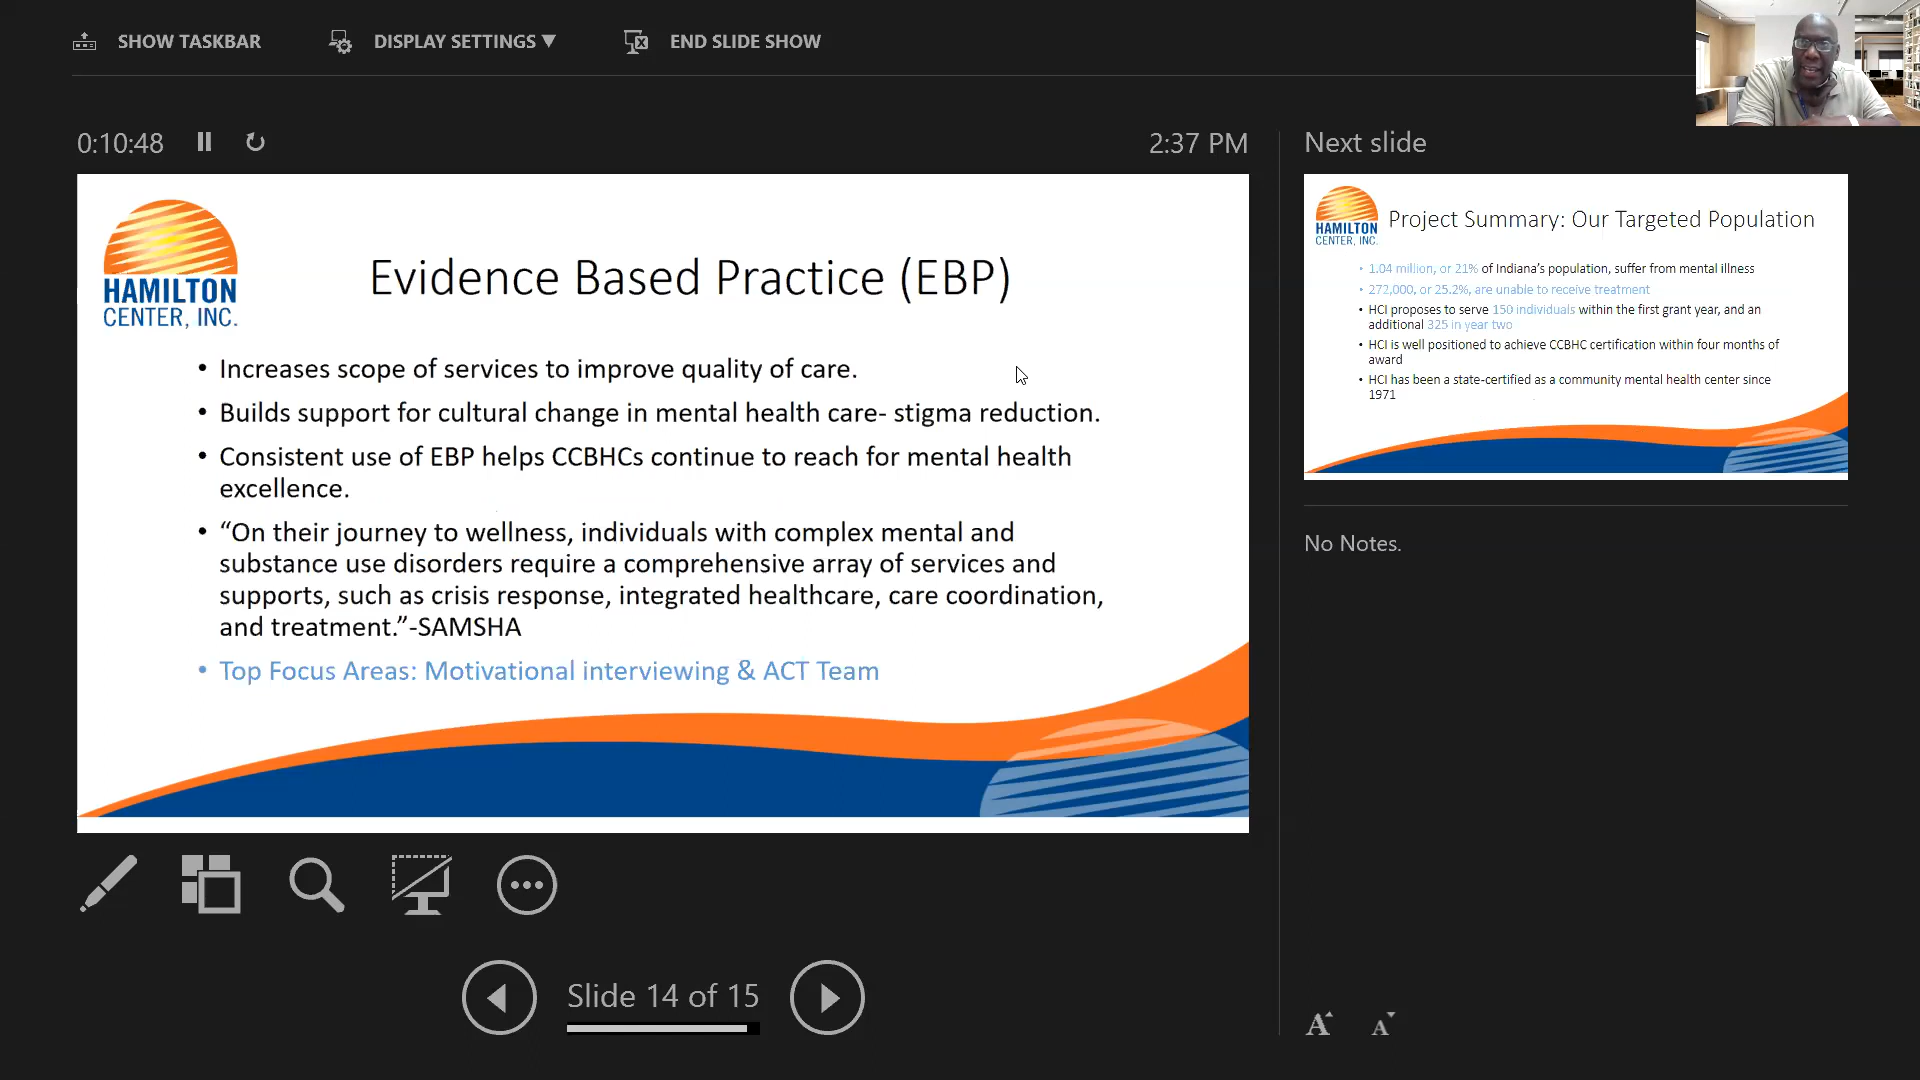 SHOW TASKBAR
DISPLAY SETTINGS ▼
END SLIDE SHOW
0:10:48
2:37 PM
HAMILTON
CENTER, INC.
Evidence Based Practice (EBP)
• Increases scope of services to improve quality of care.
• Builds support for cultural change in mental health care- stigma reduction.
• Consistent use of EBP helps CCBHCs continue to reach for mental health
excellence.
• “On their journey to wellness, individuals with complex mental and
substance use disorders require a comprehensive array of services and
supports, such as crisis response, integrated healthcare, care coordination,
and treatment.”-SAMSHA
• Top Focus Areas: Motivational interviewing & ACT Team
Slide 14 of 15
Next slide
HAMILTON
CENTER, INC.
Project Summary: Our Targeted Population
• 1.04 million, or 21% of Indiana’s population, suffer from mental illness
• 272,000, or 25.2%, are unable to receive treatment
• HCI proposes to serve 150 individuals within the first grant year, and an
additional 325 in year two
• HCI is well positioned to achieve CCBHC certification within four months of
award
• HCI has been a state-certified as a community mental health center since
1971
No Notes.
A A